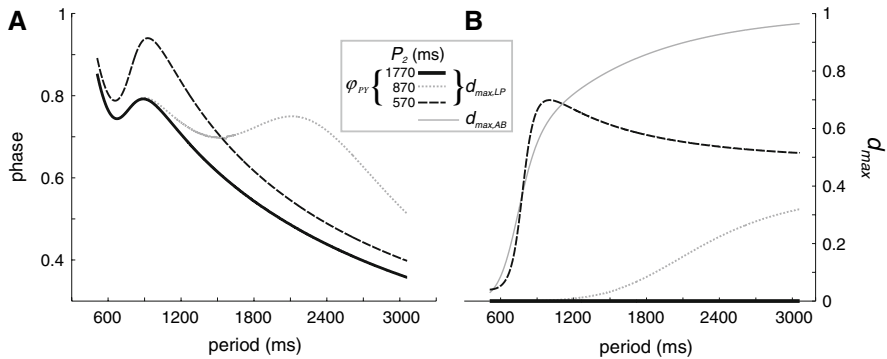 A
B
1
0.8
0.6
0.4
phase
600 1200 1800 2400 3000
period (ms)
P2 (ms)
φPY { 1770 } dmax,LP
870
570
dmax,AB
1
0.8
0.6
0.4
0.2
0
dmax
600 1200 1800 2400 3000
period (ms)